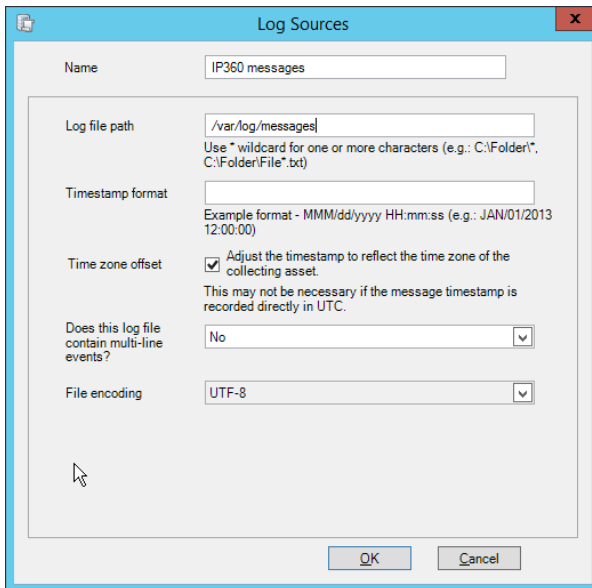 Log Sources
x
Name
IP360 messages
Log file path
/var/log/messages
Use * wildcard for one or more characters (e.g.: C:\Folder\*,
C:\Folder\File*.txt)
Timestamp format
Example format - MMM/dd/yyyy HH:mm:ss (e.g.: JAN/01/2013
12:00:00)
Time zone offset
Adjust the timestamp to reflect the time zone of the
collecting asset.
This may not be necessary if the message timestamp is
recorded directly in UTC.
Does this log file
contain multi-line
events?
No
File encoding
UTF-8
OK
Cancel